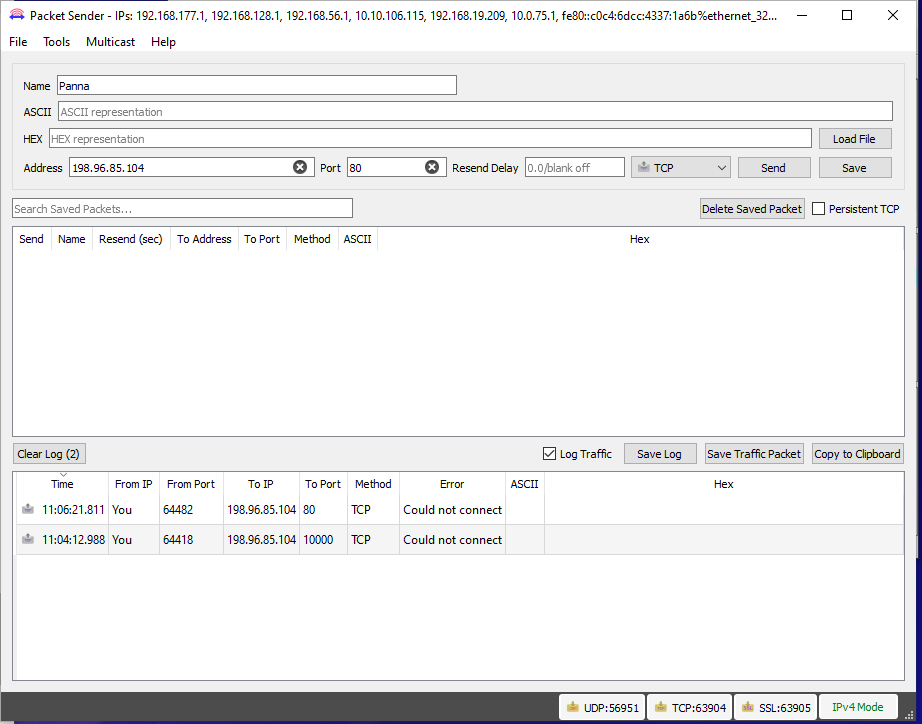 Packet Sender - IPs: 192.168.177.1, 192.168.128.1, 192.168.56.1, 10.10.106.115, 192.168.19.209, 10.0.75.1, fe80::c0c4:6dcc:4337:1a6b%ethernet_32...
File Tools Multicast Help
Name Panna
ASCII ASCII representation
HEX HEX representation Load File
Address 198.96.85.104 Port 80 Resend Delay 0.0/blank off TCP Send Save
Search Saved Packets... Delete Saved Packet Persistent TCP
Send Name Resend (sec) To Address To Port Method ASCII Hex
Clear Log (2) Log Traffic Save Log Save Traffic Packet Copy to Clipboard
Time From IP From Port To IP To Port Method Error ASCII Hex
11:06:21.811 You 64482 198.96.85.104 80 TCP Could not connect
11:04:12.988 You 64418 198.96.85.104 10000 TCP Could not connect
UDP:56951 TCP:63904 SSL:63905 IPv4 Mode